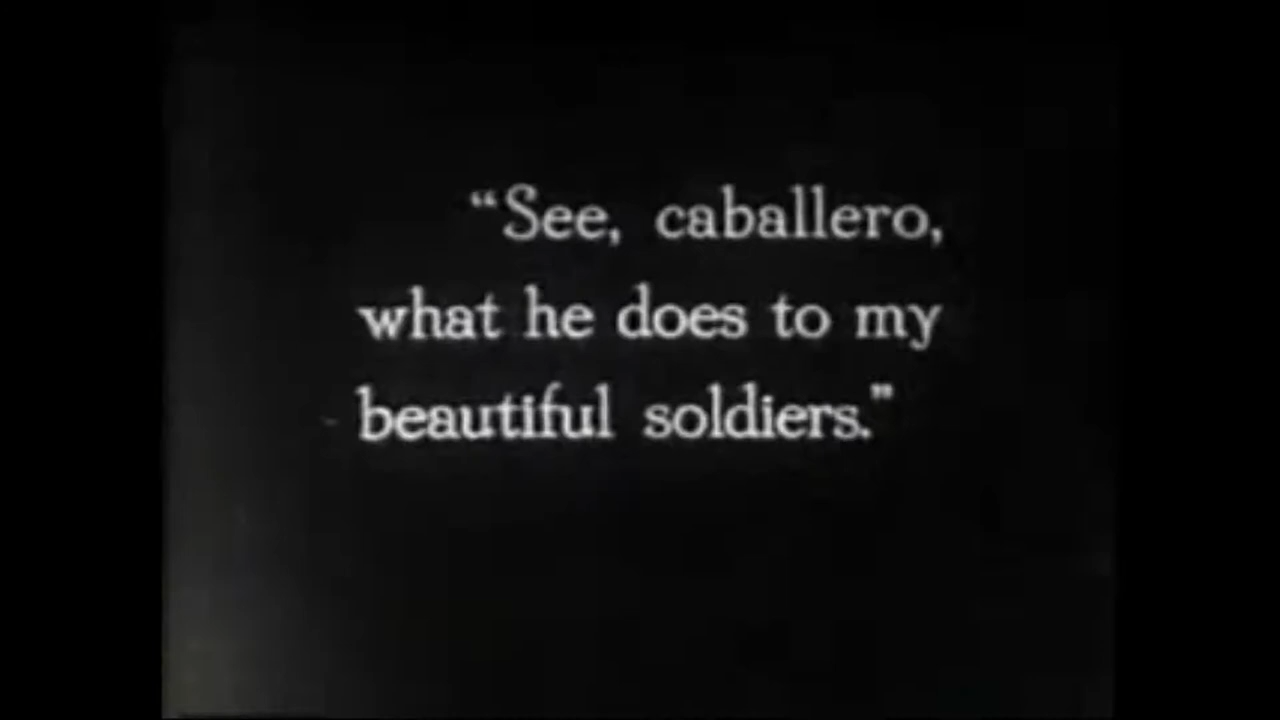 “See, caballero,
what he does to my
beautiful soldiers.”